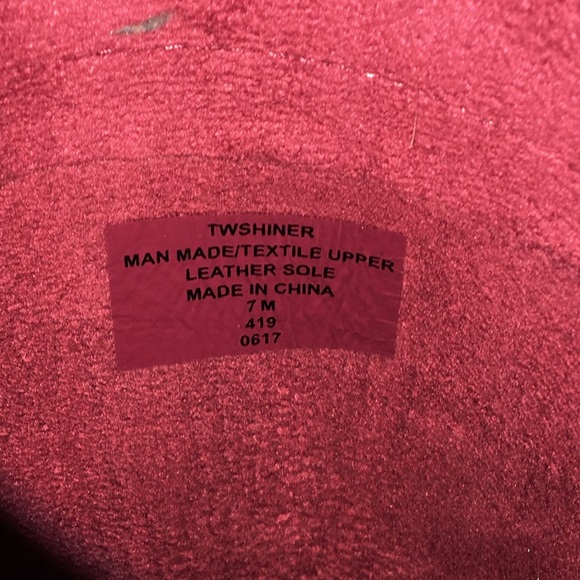 TWSHINER
MAN MADE/TEXTILE UPPER
LEATHER SOLE
MADE IN CHINA
7 M
419
0617